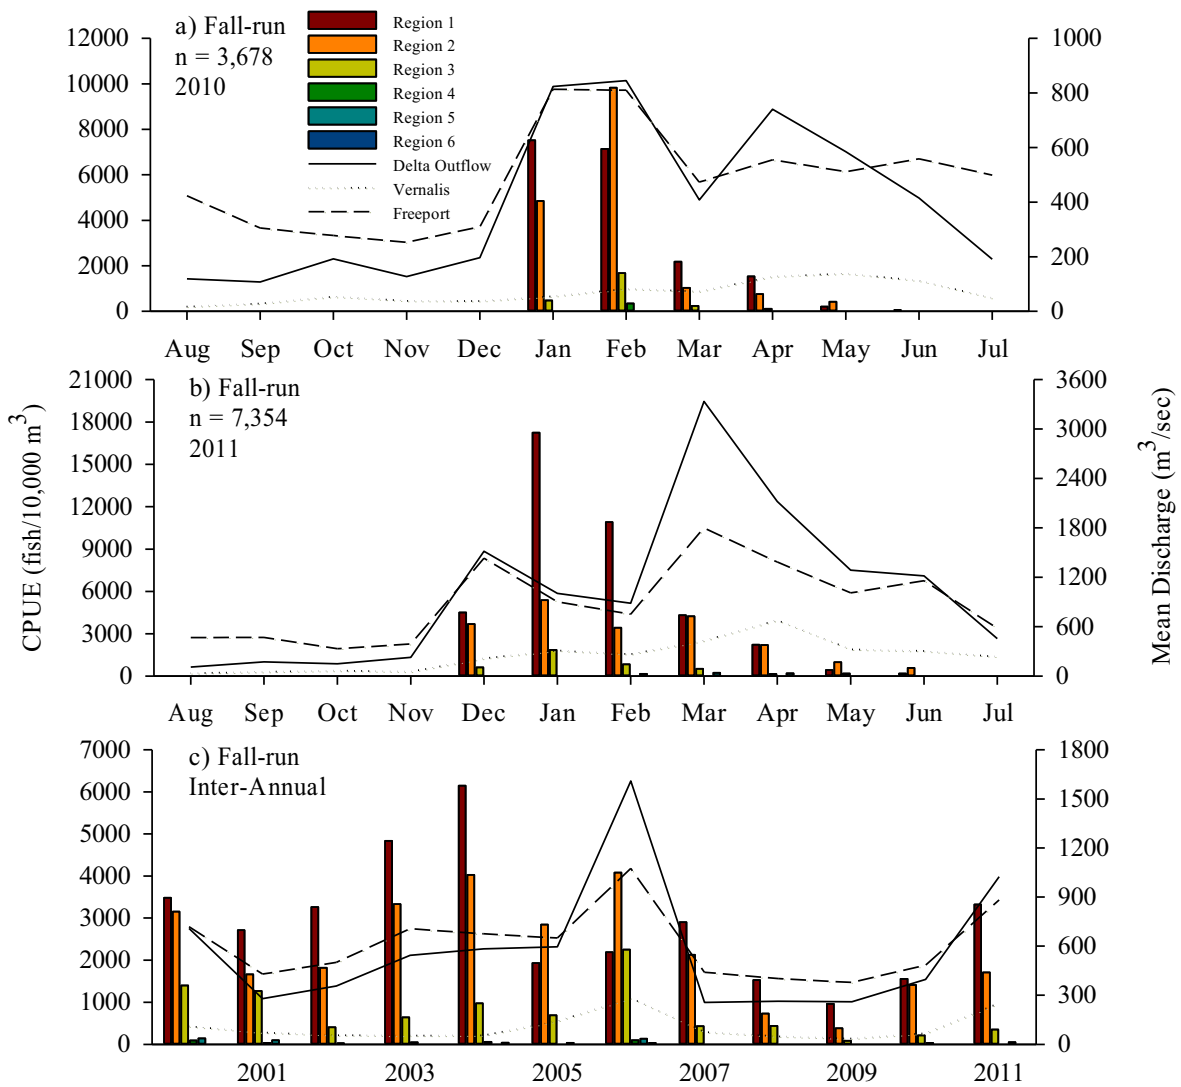 a) Fall-run
n = 3,678
2010
Region 1
Region 2
Region 3
Region 4
Region 5
Region 6
Delta Outflow
Vernalis
Freeport
12000
10000
8000
6000
4000
2000
0
1000
800
600
400
200
0
Aug Sep Oct Nov Dec Jan Feb Mar Apr May Jun Jul
CPUE (fish/10,000 m³)
Mean Discharge (m³/sec)
b) Fall-run
n = 7,354
2011
21000
18000
15000
12000
9000
6000
3000
0
3600
3000
2400
1800
1200
600
0
Aug Sep Oct Nov Dec Jan Feb Mar Apr May Jun Jul
c) Fall-run
Inter-Annual
7000
6000
5000
4000
3000
2000
1000
0
1800
1500
1200
900
600
300
0
2001 2003 2005 2007 2009 2011